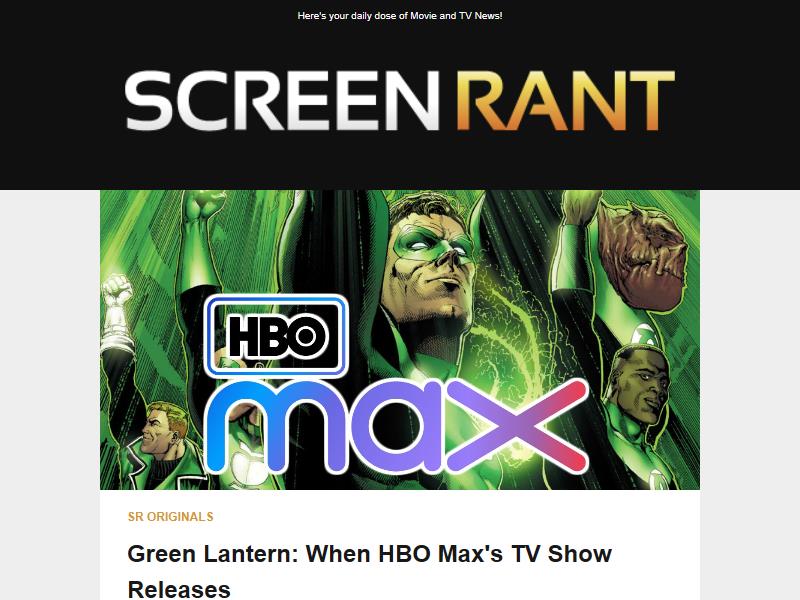 Here's your daily dose of Movie and TV News!
SCREEN RANT
HBO
max
SR ORIGINALS
Green Lantern: When HBO Max's TV Show
Releases